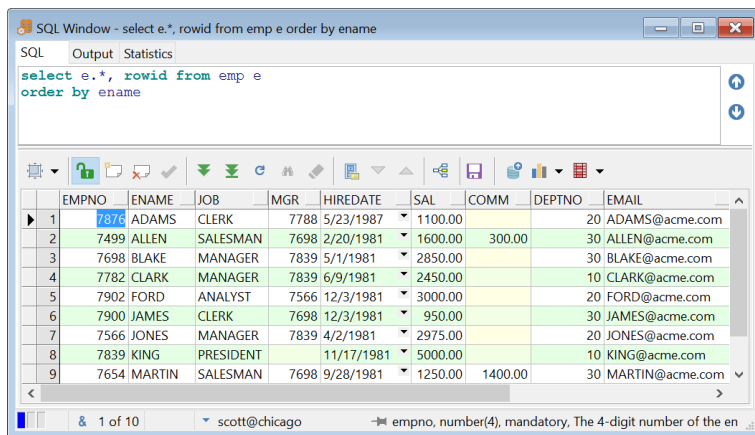 SQL Window - select e.*, rowid from emp e order by ename
SQL Output Statistics
select e.*, rowid from emp e
order by ename
EMPNO ENAME JOB MGR HIREDATE SAL COMM DEPTNO EMAIL
1 7876 ADAMS CLERK 7788 5/23/1987 1100.00 20 ADAMS@acme.com
2 7499 ALLEN SALESMAN 7698 2/20/1981 1600.00 300.00 30 ALLEN@acme.com
3 7698 BLAKE MANAGER 7839 5/1/1981 2850.00 30 BLAKE@acme.com
4 7782 CLARK MANAGER 7839 6/9/1981 2450.00 10 CLARK@acme.com
5 7902 FORD ANALYST 7566 12/3/1981 3000.00 20 FORD@acme.com
6 7900 JAMES CLERK 7698 12/3/1981 950.00 30 JAMES@acme.com
7 7566 JONES MANAGER 7839 4/2/1981 2975.00 20 JONES@acme.com
8 7839 KING PRESIDENT 11/17/1981 5000.00 10 KING@acme.com
9 7654 MARTIN SALESMAN 7698 9/28/1981 1250.00 1400.00 30 MARTIN@acme.com
& 1 of 10 scott@chicago empno, number(4), mandatory, The 4-digit number of the en